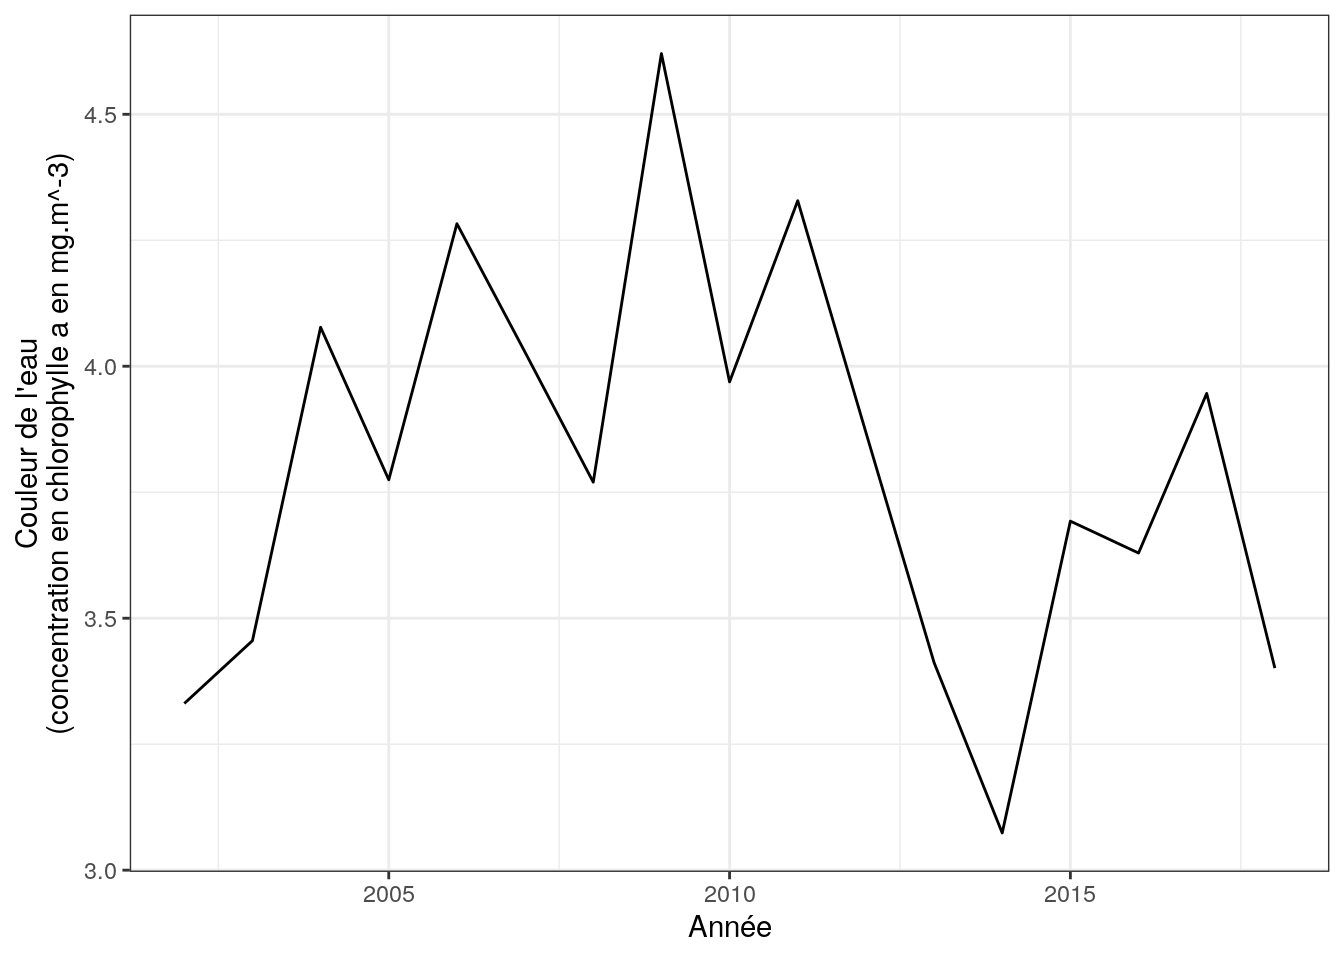 Couleur de l'eau
(concentration en chlorophylle a en mg.m^-3)
4.5
4.0
3.5
3.0
2005
2010
2015
Année